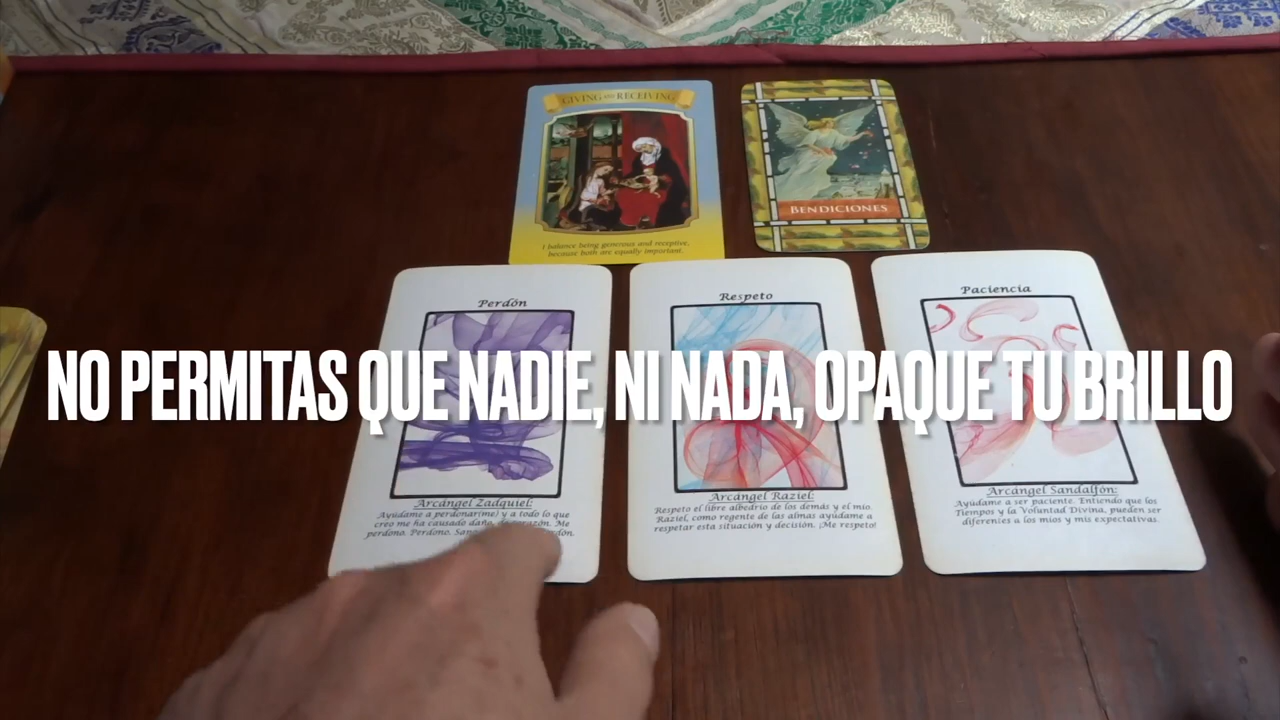 GIVING AND RECEIVING
I balance being generous and receptive,
because both are equally important.
BENDICIONES
Perdón
Respeto
Paciencia
NO PERMITAS QUE NADIE, NI NADA, OPAQUE TU BRILLO
Arcángel Zadquiel:
Ayúdame a perdonar(me) y a todo lo que
creo me ha causado daño, de corazón. Me
perdono. Perdono.
Arcángel Raziel:
Respeto el libre albedrío de los demás y el mío.
Raziel, como regente de las almas ayúdame a
respetar esta situación y decisión. ¡Me respeto!
Arcángel Sandalfón:
Ayúdame a ser paciente. Entiendo que los
Tiempos y la Voluntad Divina, pueden ser
diferentes a los míos y mis expectativas.